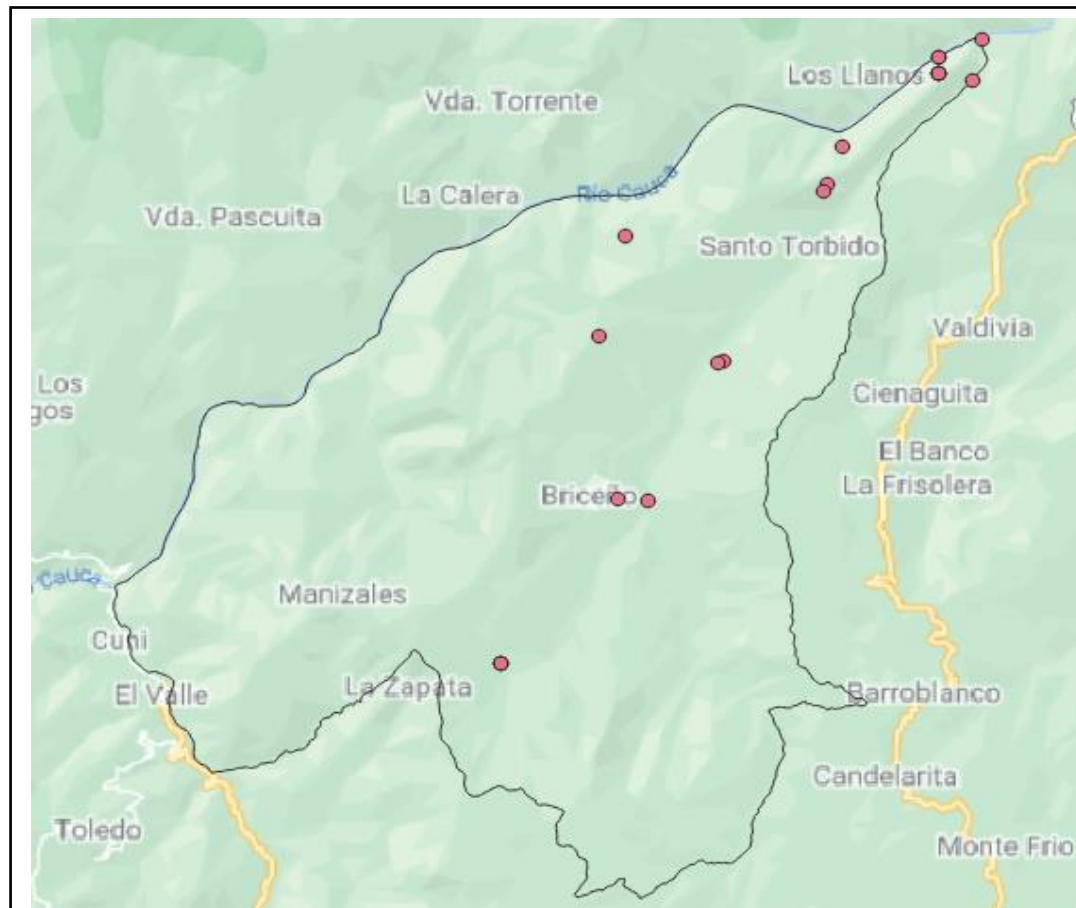 Los Llanos
Vda. Torrente
La Calera
Río Cauca
Vda. Pascuita
Santo Torbido
Valdivia
Los
gos
Cienaguita
El Banco
La Frisolera
Briceño
Cauca
Manizales
Cuni
El Valle
La Zapata
Barroblanco
Candelarita
Toledo
Monte Frio